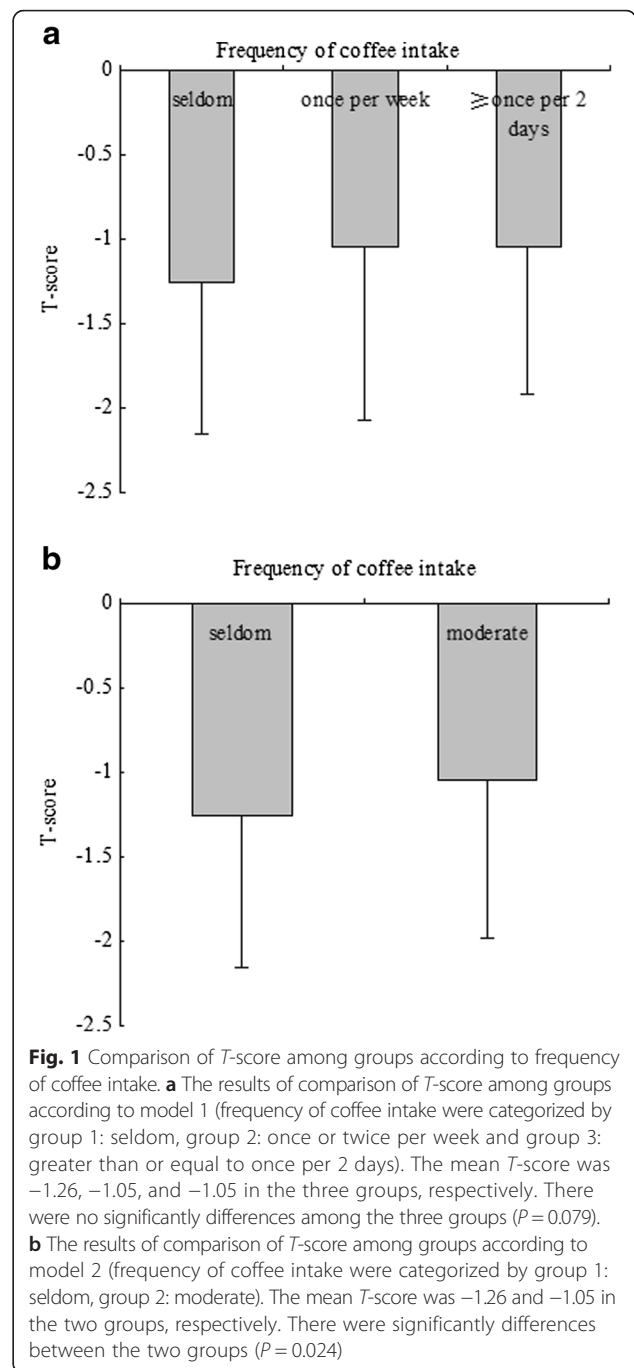 a
Frequency of coffee intake
0
seldom
once per week
≥once per 2
days
-0.5
-1
-1.5
-2
-2.5
T-score
b
Frequency of coffee intake
0
seldom
moderate
-0.5
-1
-1.5
-2
-2.5
T-score
Fig. 1 Comparison of T-score among groups according to frequency
of coffee intake. a The results of comparison of T-score among groups
according to model 1 (frequency of coffee intake were categorized by
group 1: seldom, group 2: once or twice per week and group 3:
greater than or equal to once per 2 days). The mean T-score was
−1.26, −1.05, and −1.05 in the three groups, respectively. There
were no significantly differences among the three groups (P = 0.079).
b The results of comparison of T-score among groups according to
model 2 (frequency of coffee intake were categorized by group 1:
seldom, group 2: moderate). The mean T-score was −1.26 and −1.05 in
the two groups, respectively. There were significantly differences
between the two groups (P = 0.024)